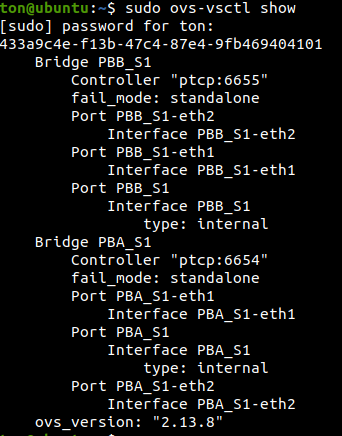 ton@ubuntu:~$ sudo ovs-vsctl show
[sudo] password for ton:
433a9c4e-f13b-47c4-87e4-9fb469404101
    Bridge PBB_S1
        Controller "ptcp:6655"
        fail_mode: standalone
        Port PBB_S1-eth2
            Interface PBB_S1-eth2
        Port PBB_S1-eth1
            Interface PBB_S1-eth1
        Port PBB_S1
            Interface PBB_S1
                type: internal
    Bridge PBA_S1
        Controller "ptcp:6654"
        fail_mode: standalone
        Port PBA_S1-eth1
            Interface PBA_S1-eth1
        Port PBA_S1
            Interface PBA_S1
                type: internal
        Port PBA_S1-eth2
            Interface PBA_S1-eth2
    ovs_version: "2.13.8"